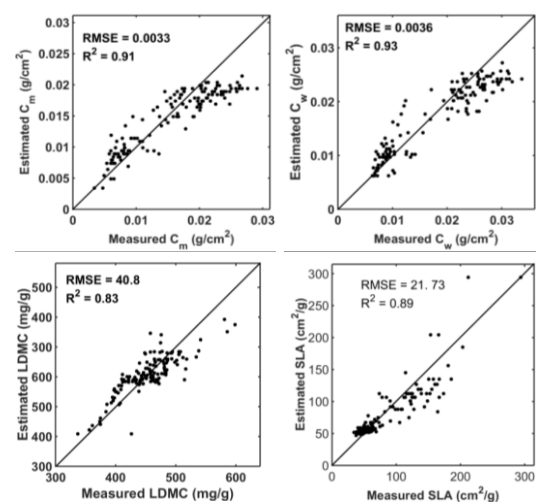 RMSE = 0.0033
R² = 0.91
Estimated Cm (g/cm²)
0.03
0.025
0.02
0.015
0.01
0.005
0
0 0.01 0.02 0.03
Measured Cm (g/cm²)
RMSE = 0.0036
R² = 0.93
Estimated Cw (g/cm²)
0.03
0.02
0.01
0
0 0.01 0.02 0.03
Measured Cw (g/cm²)
RMSE = 40.8
R² = 0.83
Estimated LDMC (mg/g)
500
400
300
600
500
400
300
300 400 500 600
Measured LDMC (mg/g)
RMSE = 21.73
R² = 0.89
Estimated SLA (cm²/g)
300
250
200
150
100
50
0
0 100 200 300
Measured SLA (cm²/g)